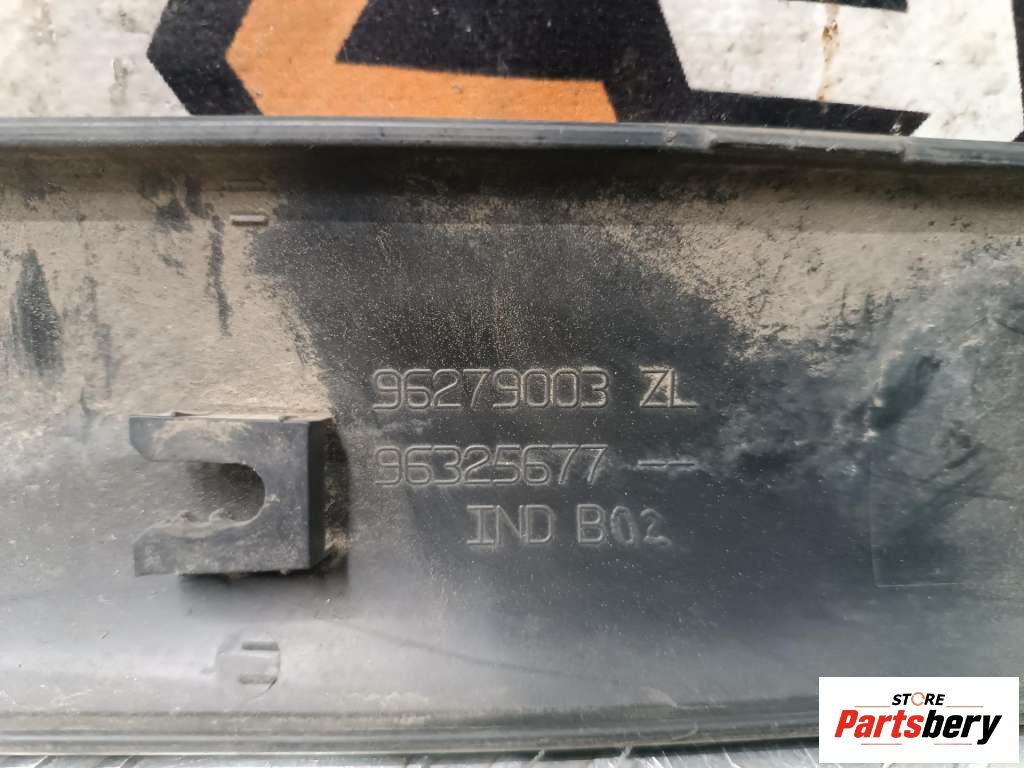 96279003 ZL
96325677 --
IND B02
STORE
Partsbery